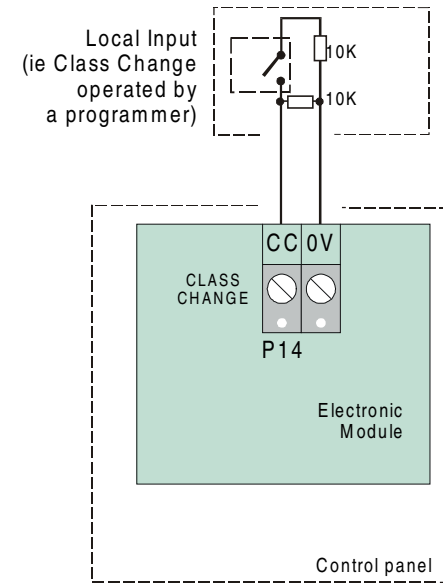 Local Input
(ie Class Change
operated by
a programmer)
10K
10K
CC 0V
CLASS
CHANGE
P14
Electronic
Module
Control panel